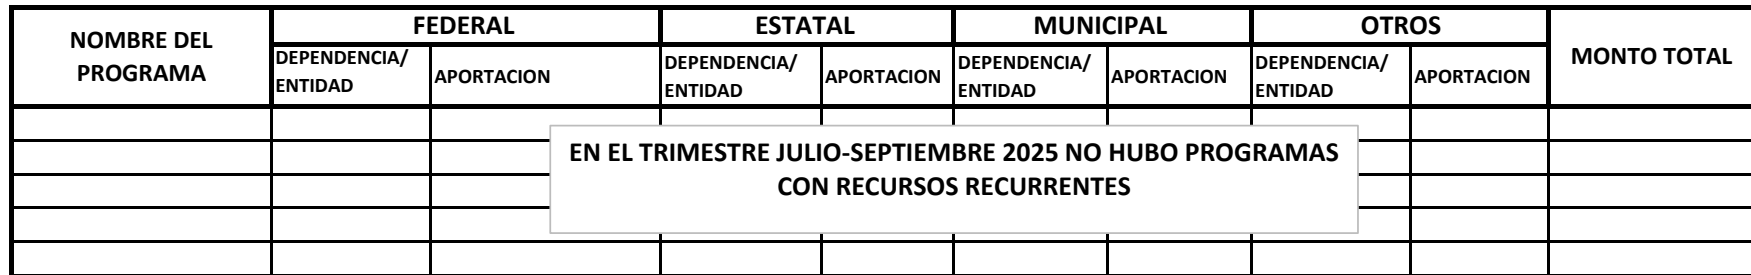 NOMBRE DEL
PROGRAMA
FEDERAL
ESTATAL
MUNICIPAL
OTROS
MONTO TOTAL
DEPENDENCIA/
ENTIDAD
APORTACION
DEPENDENCIA/
ENTIDAD
APORTACION
DEPENDENCIA/
ENTIDAD
APORTACION
DEPENDENCIA/
ENTIDAD
APORTACION
EN EL TRIMESTRE JULIO-SEPTIEMBRE 2025 NO HUBO PROGRAMAS
CON RECURSOS RECURRENTES